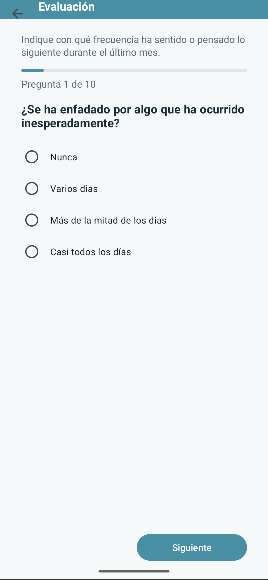 Evaluación
Indique con qué frecuencia ha sentido o pensado lo
siguiente durante el último mes.
Pregunta 1 de 10
¿Se ha enfadado por algo que ha ocurrido
inesperadamente?
Nunca
Varios días
Más de la mitad de los días
Casi todos los días
Siguiente